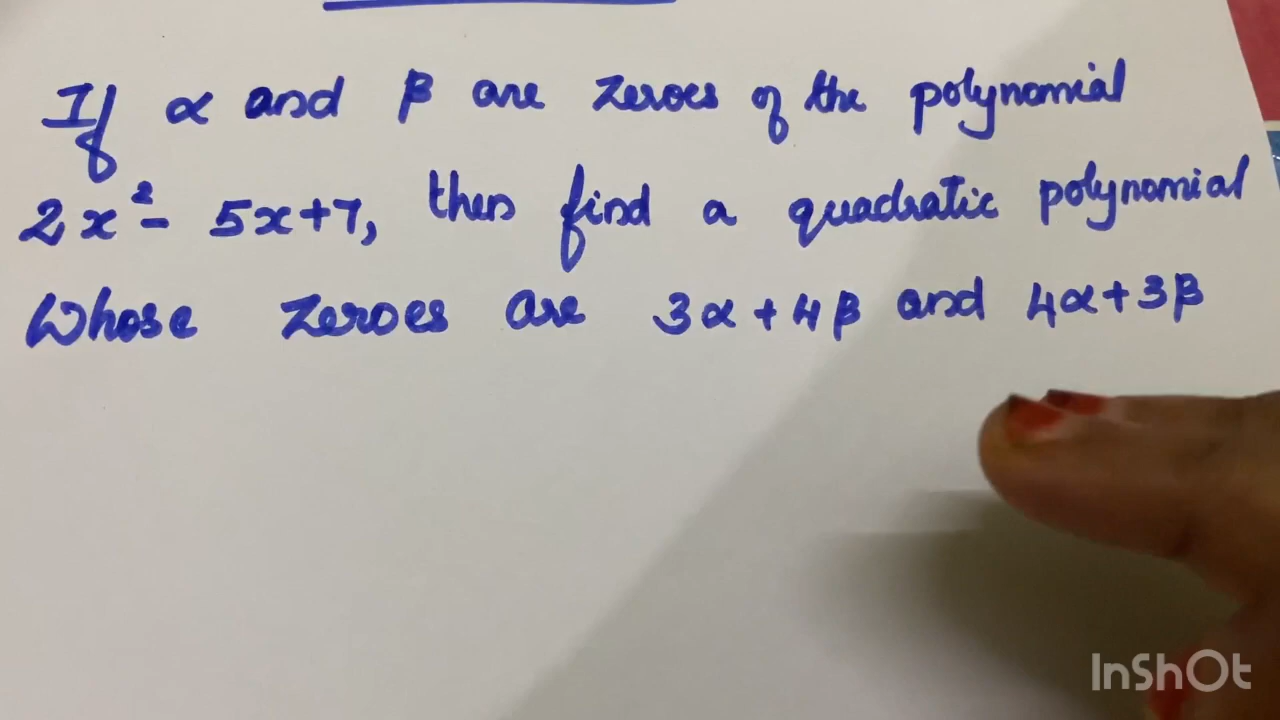 If α and β are zeroes of the polynomial
2x² - 5x+7, then find a quadratic polynomial
whose zeroes are 3α + 4β and 4α + 3β
InShOt